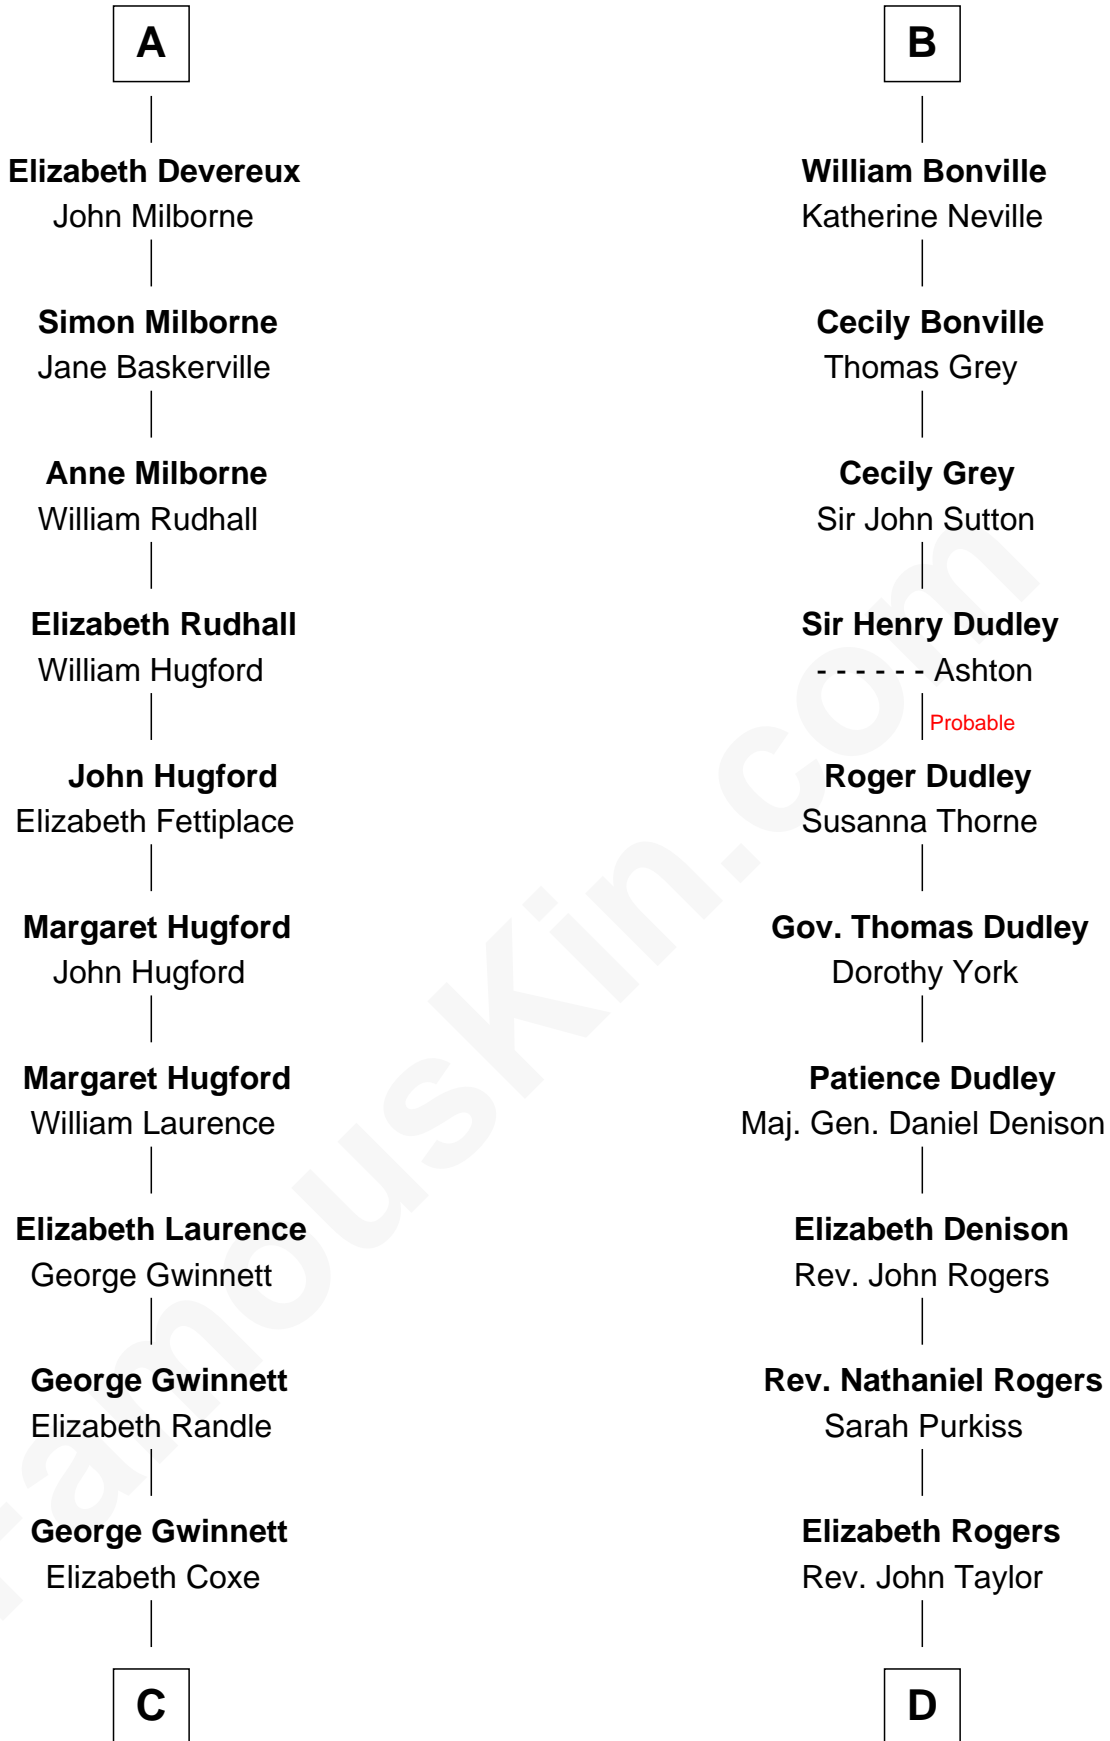 A
Elizabeth Devereux
John Milborne
Simon Milborne
Jane Baskerville
Anne Milborne
William Rudhall
Elizabeth Rudhall
William Hugford
John Hugford
Elizabeth Fettiplace
Margaret Hugford
John Hugford
Margaret Hugford
William Laurence
Elizabeth Laurence
George Gwinnett
George Gwinnett
Elizabeth Randle
George Gwinnett
Elizabeth Coxe
C
B
William Bonville
Katherine Neville
Cecily Bonville
Thomas Grey
Cecily Grey
Sir John Sutton
Sir Henry Dudley
- - - - - - Ashton
Probable
Roger Dudley
Susanna Thorne
Gov. Thomas Dudley
Dorothy York
Patience Dudley
Maj. Gen. Daniel Denison
Elizabeth Denison
Rev. John Rogers
Rev. Nathaniel Rogers
Sarah Purkiss
Elizabeth Rogers
Rev. John Taylor
D
FamousKin.com